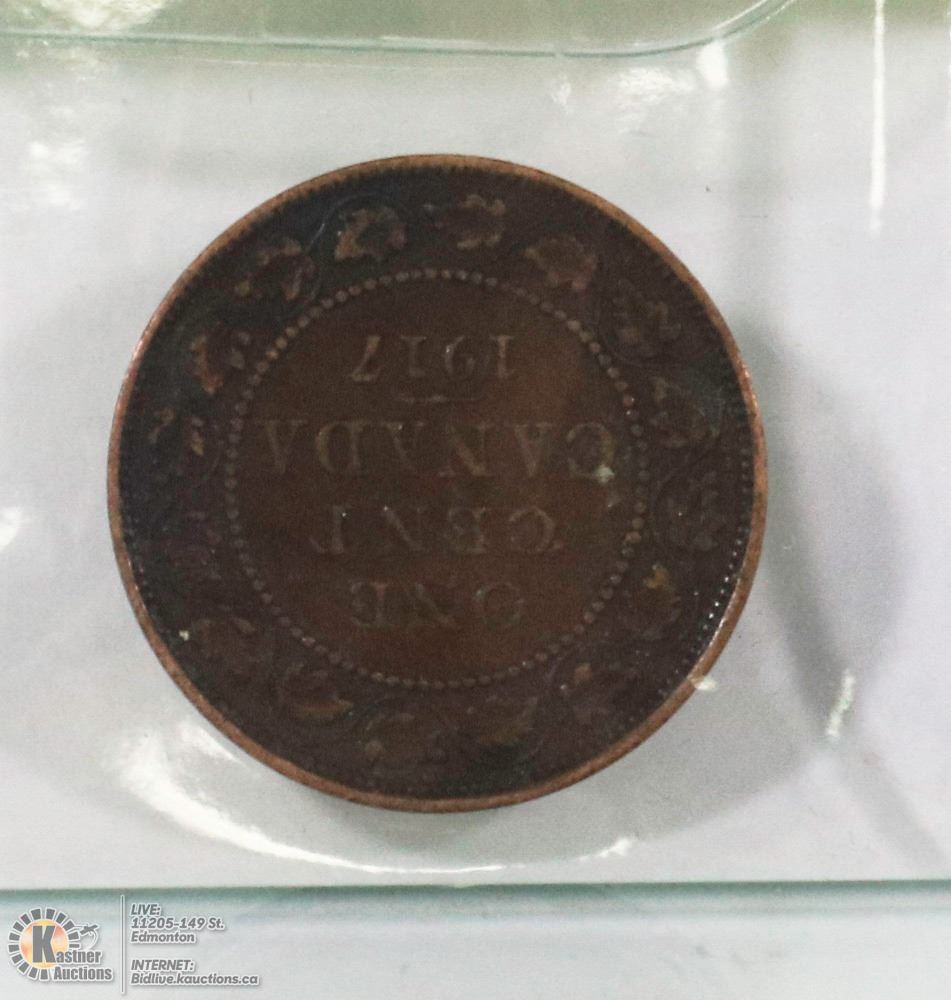 ONE
CENT
CANADA
1917
Kastner
Auctions
LIVE:
11205-149 St.
Edmonton
INTERNET:
Bidlive.kauctions.ca